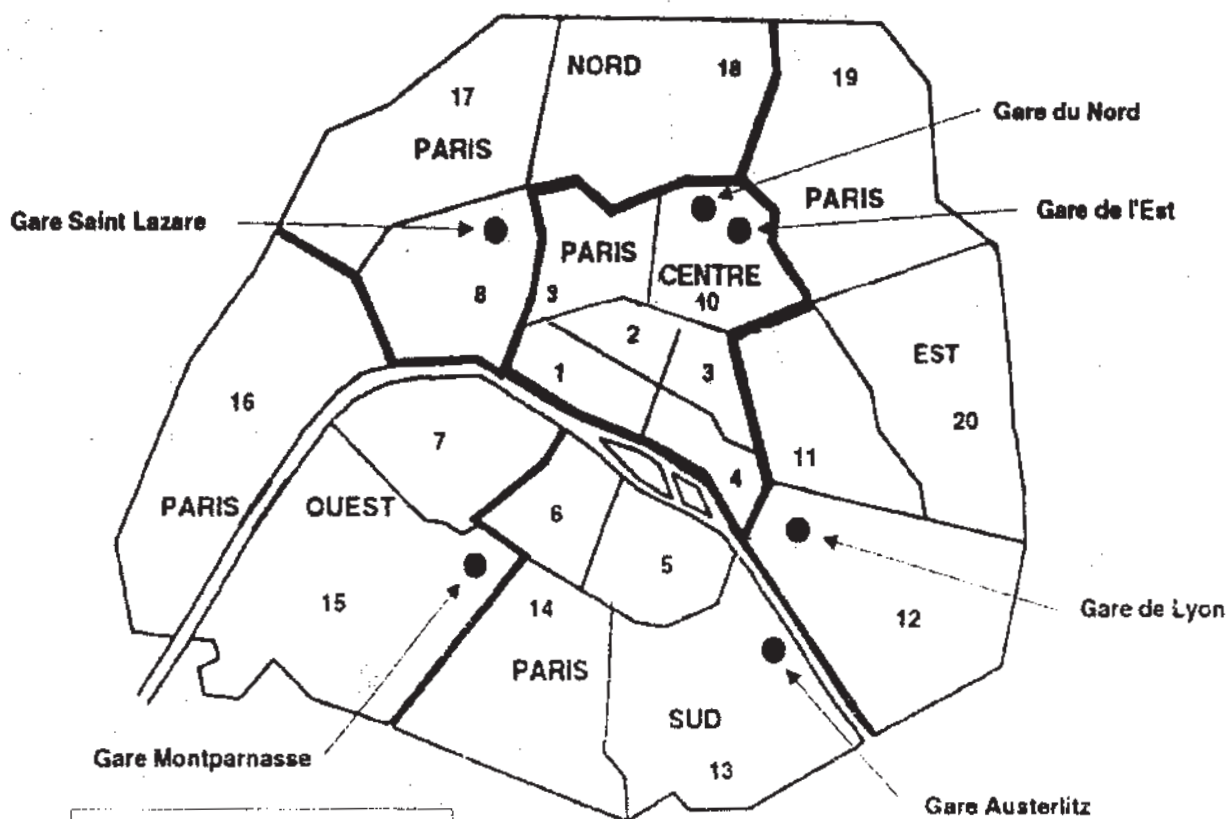 NORD
18
19
17
Gare du Nord
PARIS
PARIS
Gare Saint Lazare
Gare de l'Est
PARIS
CENTRE
8
9
10
2
EST
1
3
16
20
7
11
4
PARIS
OUEST
6
5
15
14
12
Gare de Lyon
PARIS
SUD
Gare Montparnasse
13
Gare Austerlitz